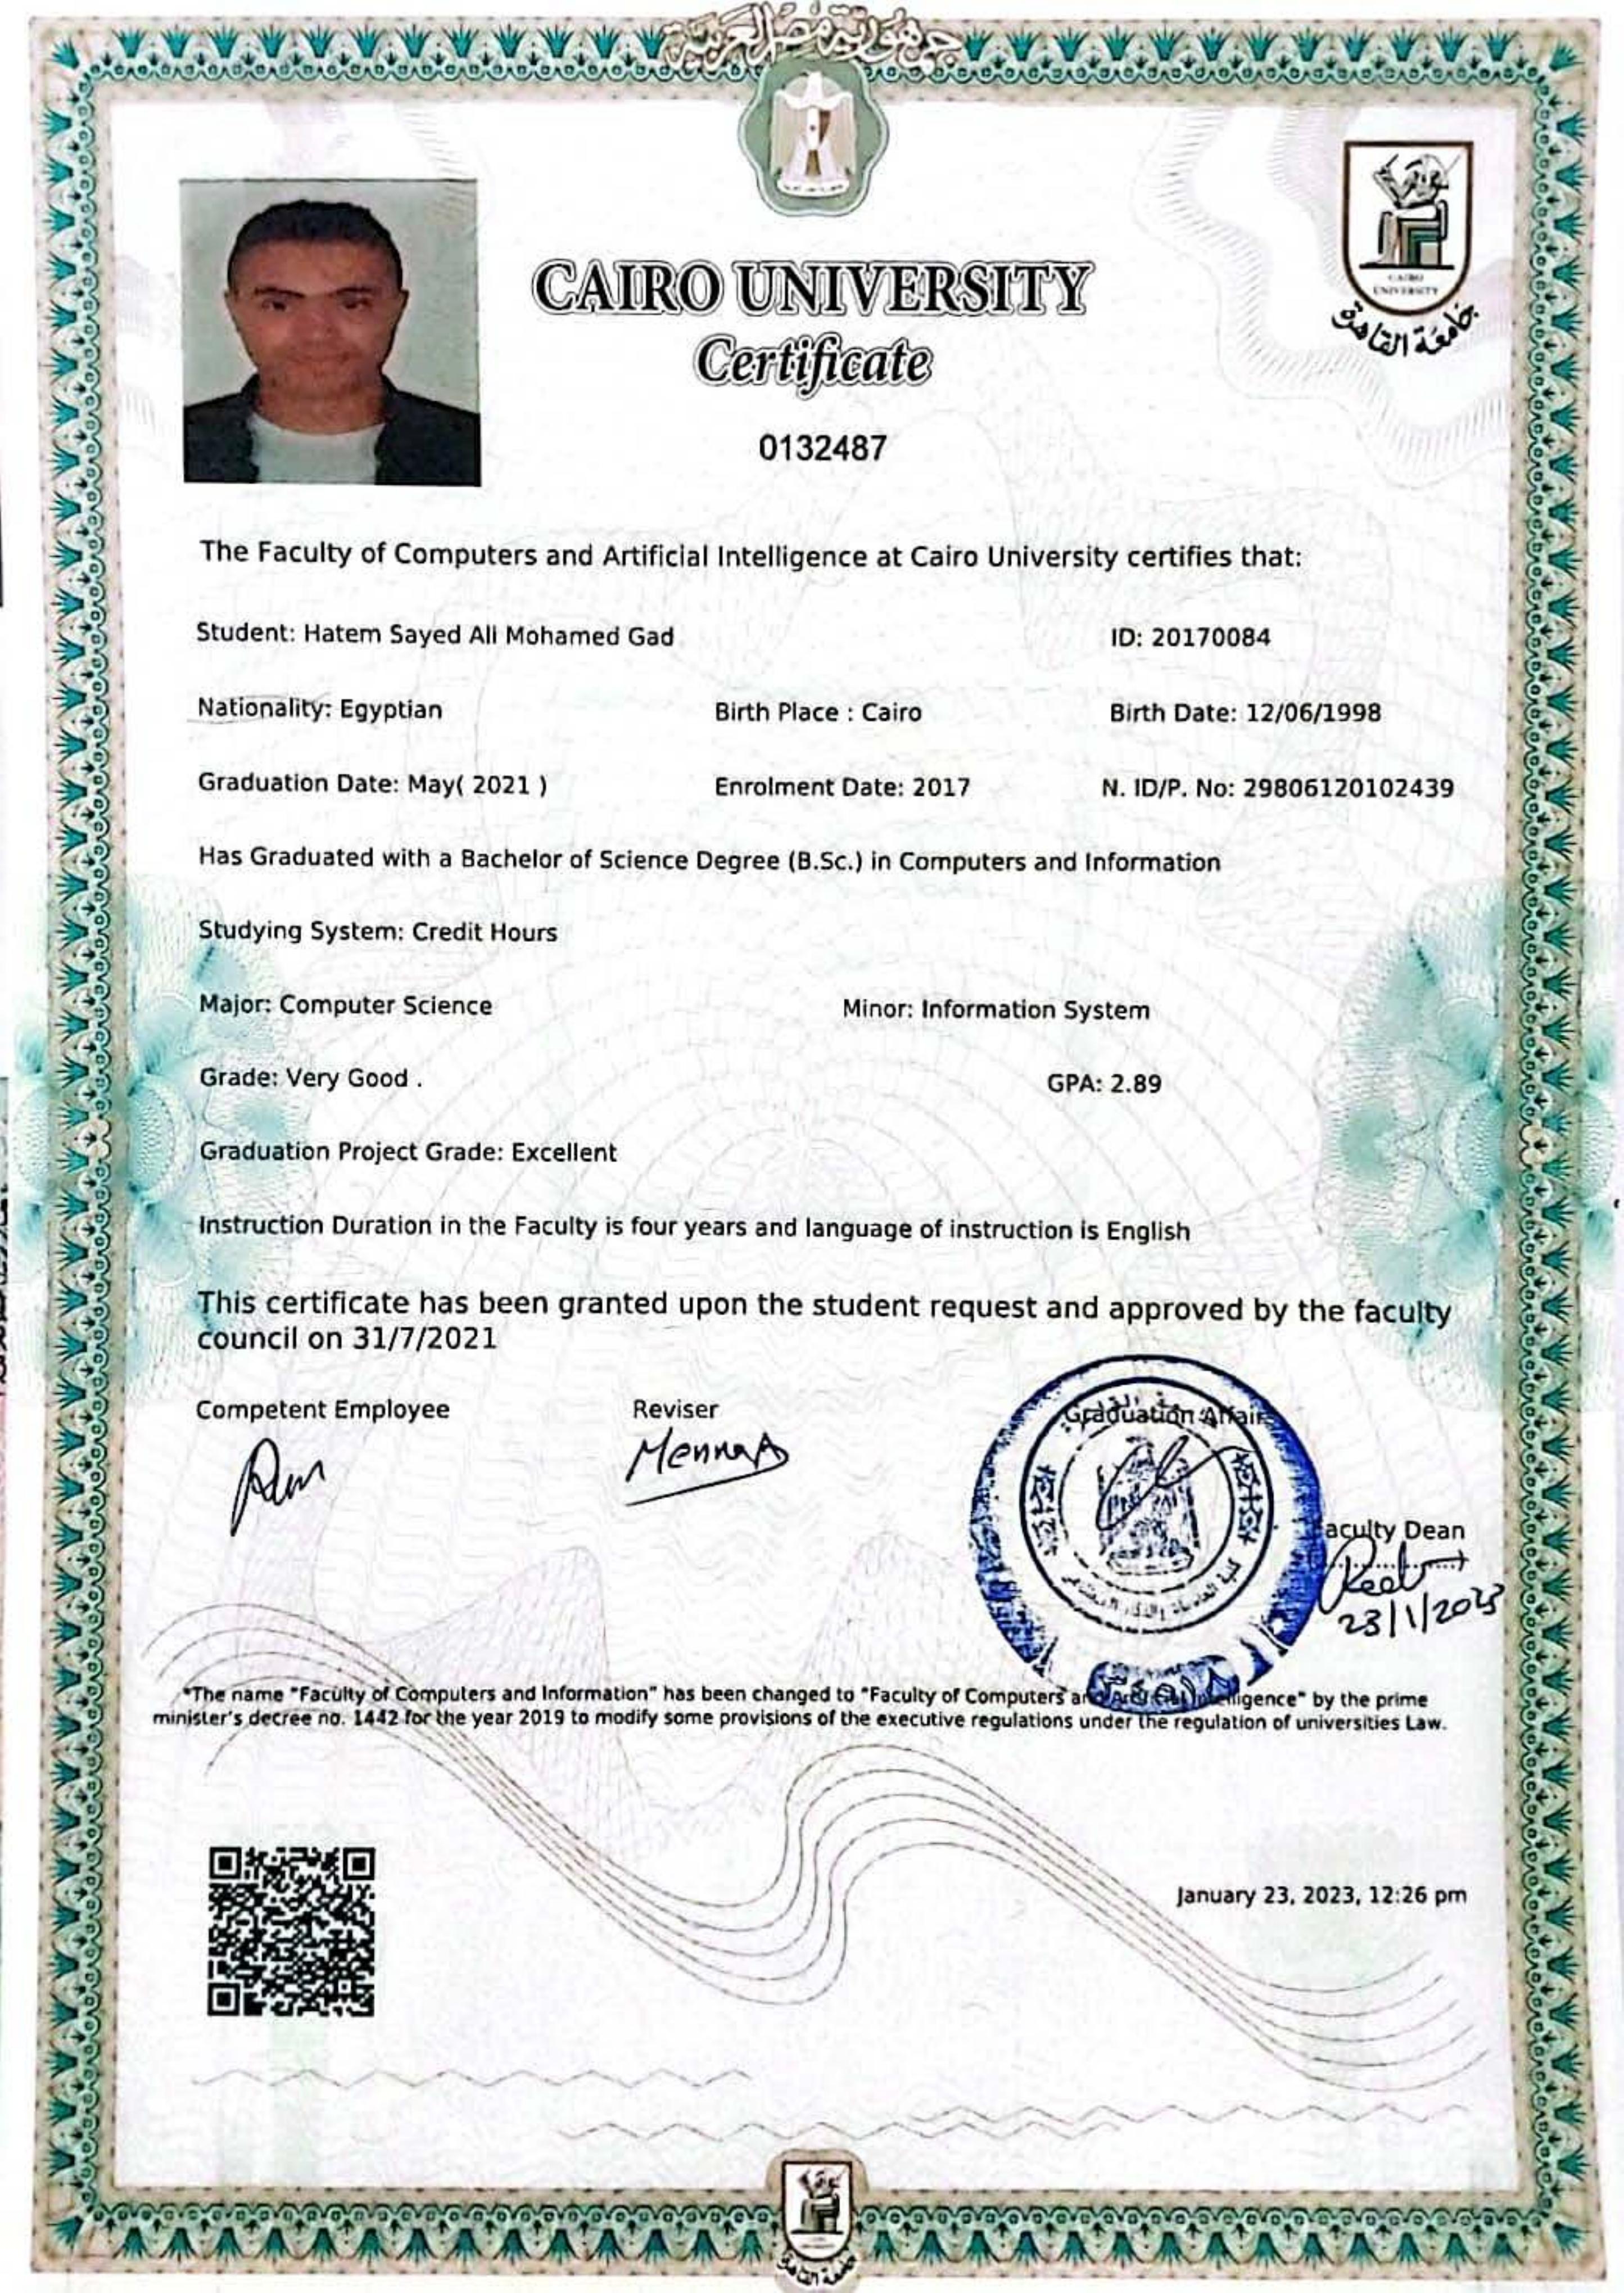 جمهورية مصر العربية
CAIRO UNIVERSITY
جامعة القاهرة
CAIRO UNIVERSITY
Certificate
0132487
The Faculty of Computers and Artificial Intelligence at Cairo University certifies that:
Student: Hatem Sayed Ali Mohamed Gad ID: 20170084
Nationality: Egyptian Birth Place : Cairo Birth Date: 12/06/1998
Graduation Date: May( 2021 ) Enrolment Date: 2017 N. ID/P. No: 29806120102439
Has Graduated with a Bachelor of Science Degree (B.Sc.) in Computers and Information
Studying System: Credit Hours
Major: Computer Science Minor: Information System
Grade: Very Good . GPA: 2.89
Graduation Project Grade: Excellent
Instruction Duration in the Faculty is four years and language of instruction is English
This certificate has been granted upon the student request and approved by the faculty
council on 31/7/2021
Competent Employee Reviser Graduation Affair
Menna
aculty Dean
23/1/2023
"The name "Faculty of Computers and Information" has been changed to "Faculty of Computers and Artificial Intelligence" by the prime
minister's decree no. 1442 for the year 2019 to modify some provisions of the executive regulations under the regulation of universities Law.
January 23, 2023, 12:26 pm
جامعة القاهرة